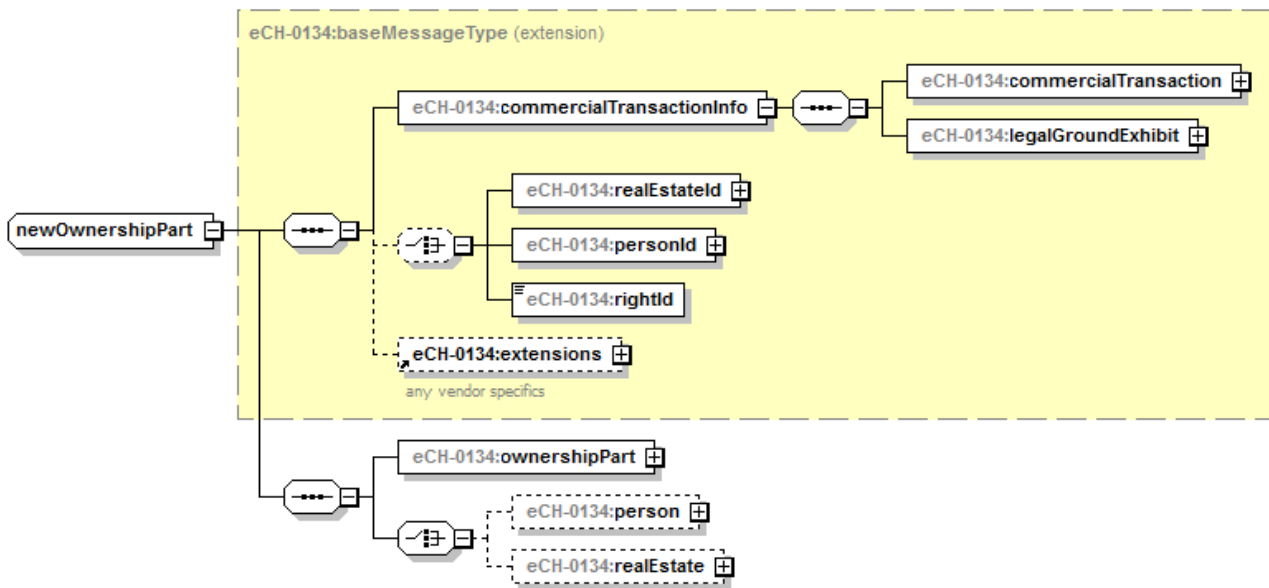 eCH-0134:baseMessageType (extension)
eCH-0134:commercialTransaction
eCH-0134:commercialTransactionInfo
eCH-0134:legalGroundExhibit
eCH-0134:realEstateId
newOwnershipPart
eCH-0134:personId
eCH-0134:rightId
eCH-0134:extensions
any vendor specifics
eCH-0134:ownershipPart
eCH-0134:person
eCH-0134:realEstate